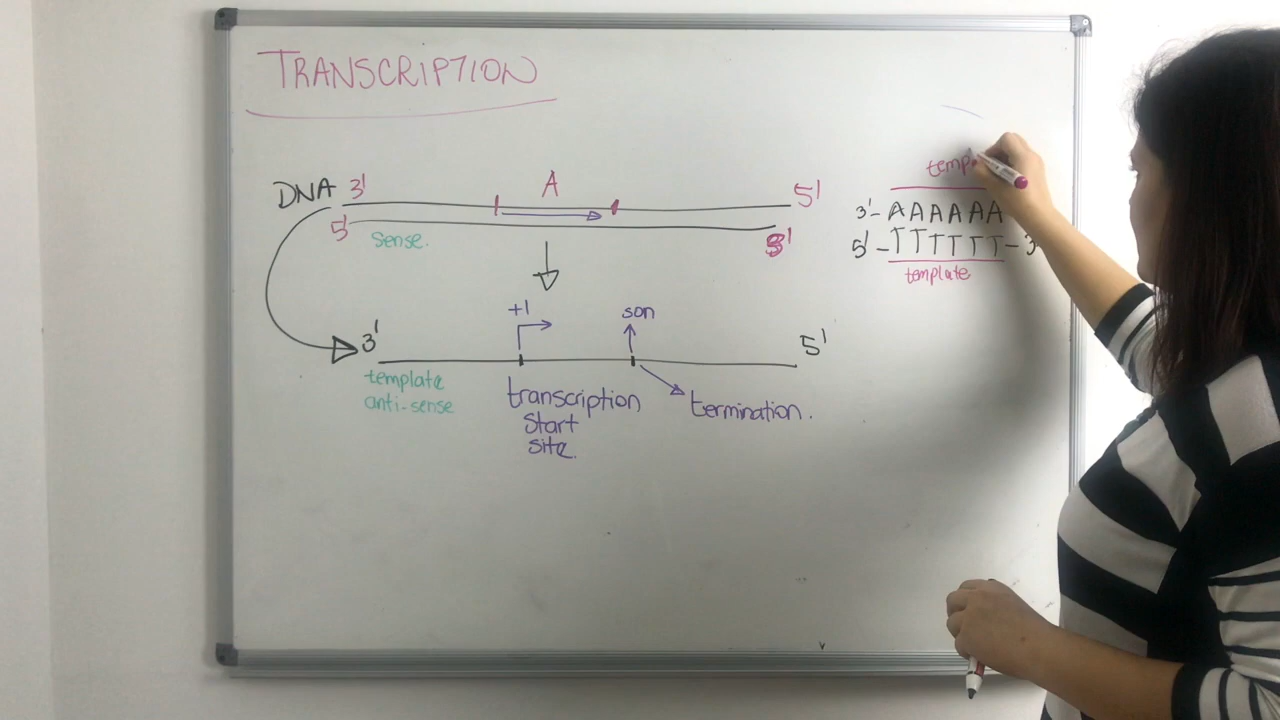 TRANSCRIPTION
DNA 3' A 5'
5' sense. 3'
+1 son
3' 5'
template
anti-sense
transcription
start
site.
termination.
3'- AAAAAA
5'- TTTTTT - 3
template